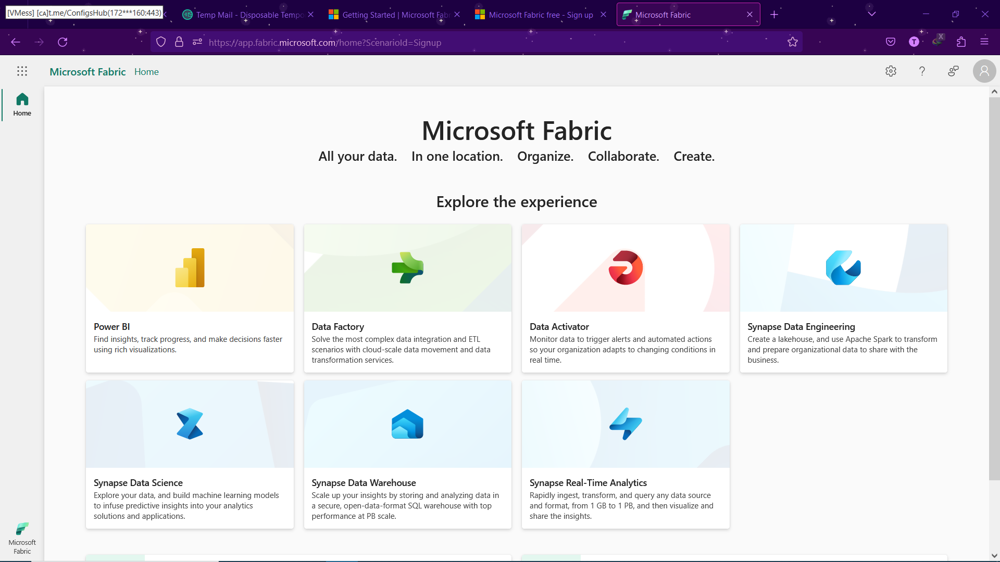 [VMess] [cA]t.me/ConfigsHub(172***160:443)
Temp Mail - Disposable Tempo
Getting Started | Microsoft Fabr
Microsoft Fabric free - Sign up
Microsoft Fabric
https://app.fabric.microsoft.com/home?ScenarioId=Signup
T
X
Microsoft Fabric Home
Home
Microsoft Fabric
All your data. In one location. Organize. Collaborate. Create.
Explore the experience
Power BI
Find insights, track progress, and make decisions faster
using rich visualizations.
Data Factory
Solve the most complex data integration and ETL
scenarios with cloud-scale data movement and data
transformation services.
Data Activator
Monitor data to trigger alerts and automated actions
so your organization adapts to changing conditions in
real time.
Synapse Data Engineering
Create a lakehouse, and use Apache Spark to transform
and prepare organizational data to share with the
business.
Synapse Data Science
Explore your data, and build machine learning models
to infuse predictive insights into your analytics
solutions and applications.
Synapse Data Warehouse
Scale up your insights by storing and analyzing data in
a secure, open-data-format SQL warehouse with top
performance at PB scale.
Synapse Real-Time Analytics
Rapidly ingest, transform, and query any data source
and format, from 1 GB to 1 PB, and then visualize and
share the insights.
Microsoft
Fabric